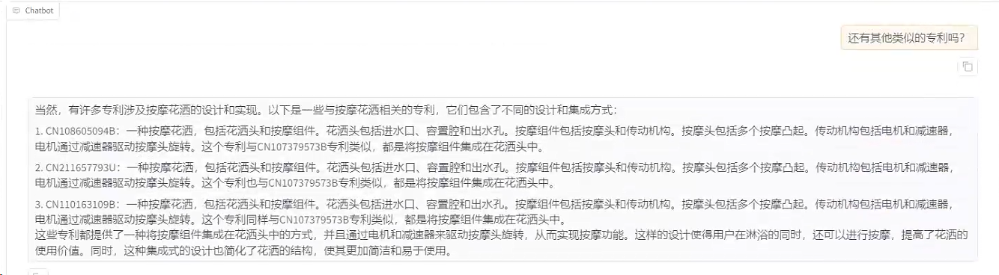 Chatbot
还有其他类似的专利吗？
当然，有许多专利涉及按摩花洒的设计和实现。以下是一些与按摩花洒相关的专利，它们包含了不同的设计和集成方式：
1. CN108605094B：一种按摩花洒，包括花洒头和按摩组件。花洒头包括进水口、容置腔和出水孔。按摩组件包括按摩头和传动机构。按摩头包括多个按摩凸起。传动机构包括电机和减速器，
电机通过减速器驱动按摩头旋转。这个专利与CN107379573B专利类似，都是将按摩组件集成在花洒头中。
2. CN211657793U：一种按摩花洒，包括花洒头和按摩组件。花洒头包括进水口、容置腔和出水孔。按摩组件包括按摩头和传动机构。按摩头包括多个按摩凸起。传动机构包括电机和减速器，
电机通过减速器驱动按摩头旋转。这个专利也与CN107379573B专利类似，都是将按摩组件集成在花洒头中。
3. CN110163109B：一种按摩花洒，包括花洒头和按摩组件。花洒头包括进水口、容置腔和出水孔。按摩组件包括按摩头和传动机构。按摩头包括多个按摩凸起。传动机构包括电机和减速器，
电机通过减速器驱动按摩头旋转。这个专利同样与CN107379573B专利类似，都是将按摩组件集成在花洒头中。
这些专利都提供了一种将按摩组件集成在花洒头中的方式，并且通过电机和减速器来驱动按摩头旋转，从而实现按摩功能。这样的设计使得用户在淋浴的同时，还可以进行按摩，提高了花洒的
使用价值。同时，这种集成式的设计也简化了花洒的结构，使其更加简洁和易于使用。